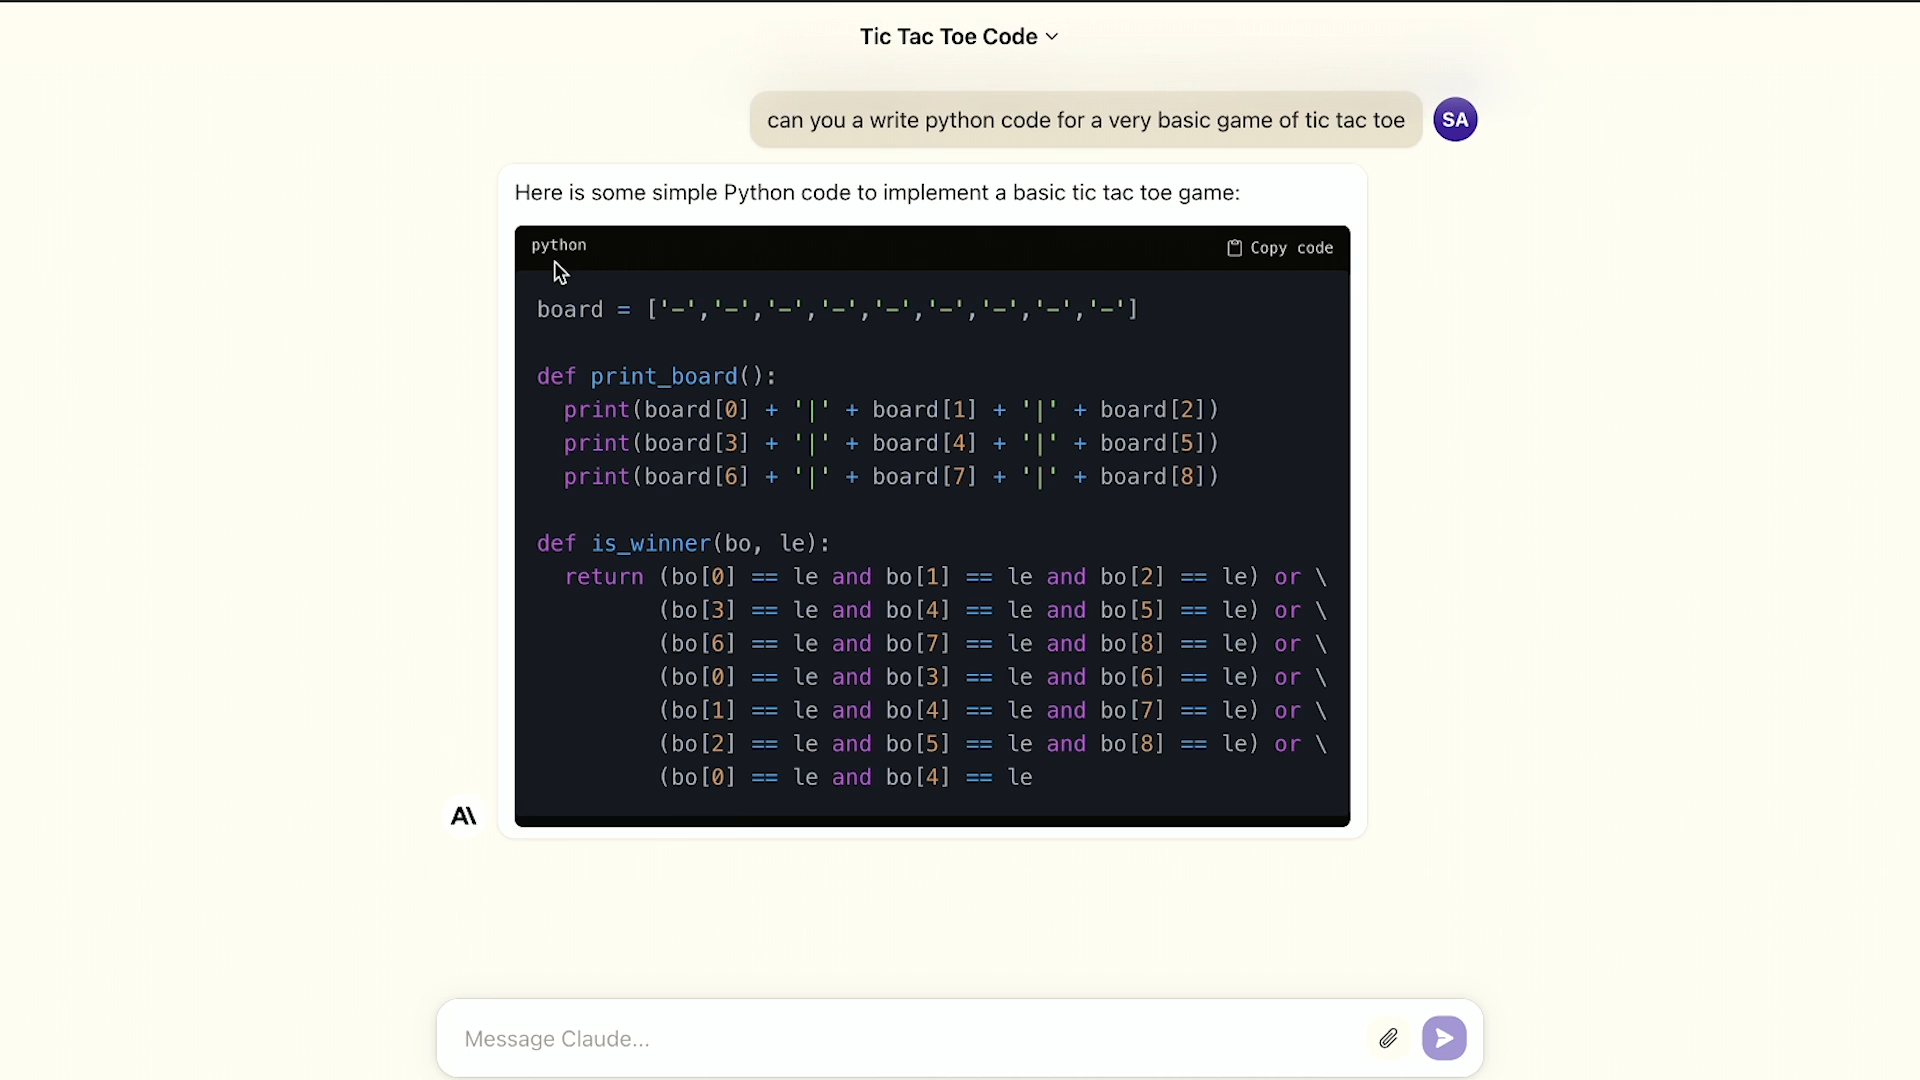 Tic Tac Toe Code
can you a write python code for a very basic game of tic tac toe
SA
Here is some simple Python code to implement a basic tic tac toe game:
python
Copy code
board = ['-','-','-','-','-','-','-','-','-']
def print_board():
  print(board[0] + '|' + board[1] + '|' + board[2])
  print(board[3] + '|' + board[4] + '|' + board[5])
  print(board[6] + '|' + board[7] + '|' + board[8])
def is_winner(bo, le):
  return (bo[0] == le and bo[1] == le and bo[2] == le) or \
         (bo[3] == le and bo[4] == le and bo[5] == le) or \
         (bo[6] == le and bo[7] == le and bo[8] == le) or \
         (bo[0] == le and bo[3] == le and bo[6] == le) or \
         (bo[1] == le and bo[4] == le and bo[7] == le) or \
         (bo[2] == le and bo[5] == le and bo[8] == le) or \
         (bo[0] == le and bo[4] == le
A\
Message Claude...